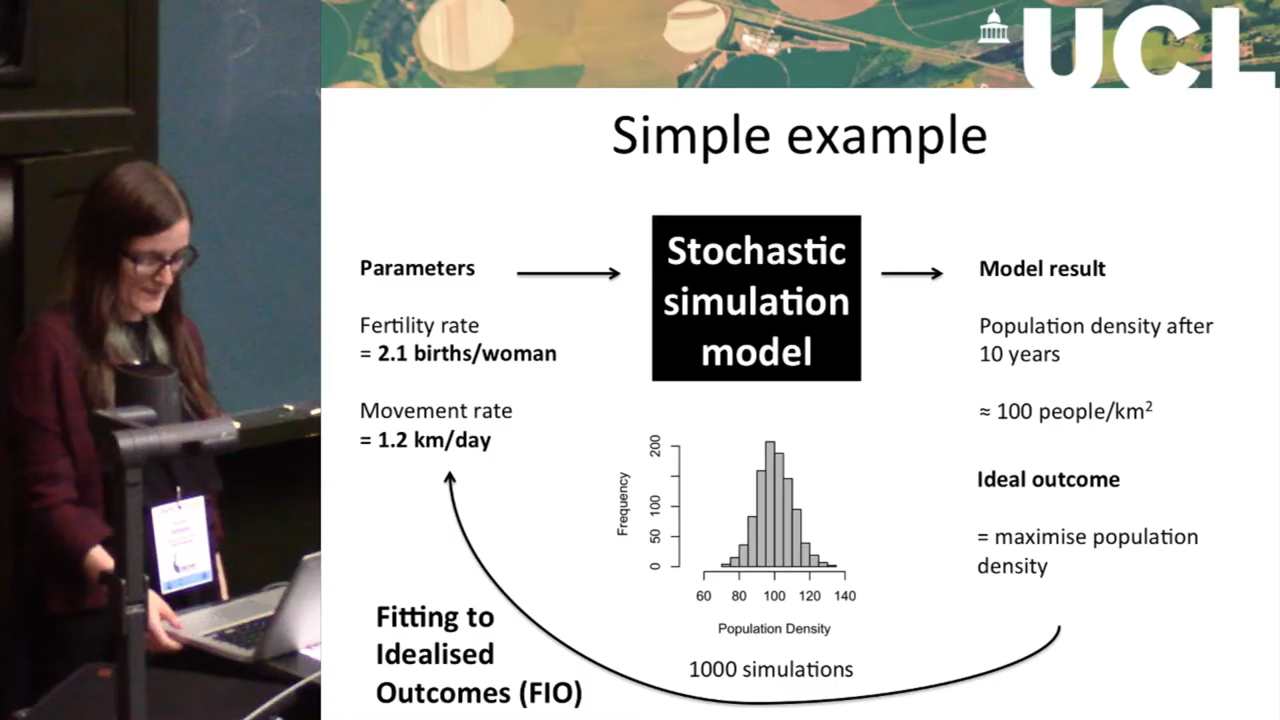 UCL
Simple example
Parameters
Fertility rate
= 2.1 births/woman
Movement rate
= 1.2 km/day
Stochastic
simulation
model
Model result
Population density after
10 years
≈ 100 people/km²
Ideal outcome
= maximise population
density
Frequency
200
100
50
0
60 80 100 120 140
Population Density
1000 simulations
Fitting to
Idealised
Outcomes (FIO)